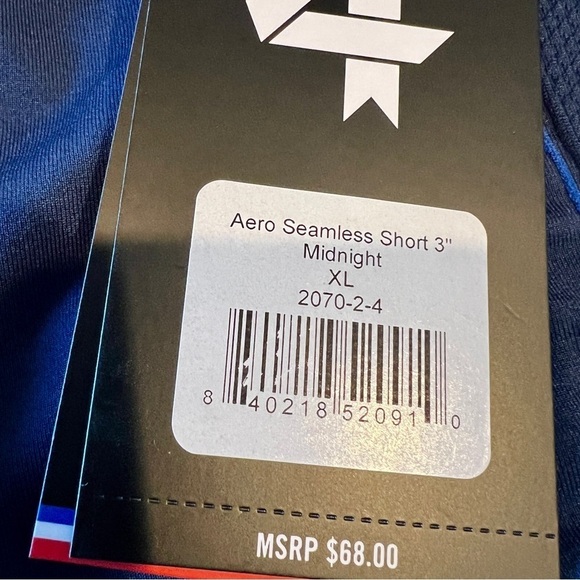 Aero Seamless Short 3"
Midnight
XL
2070-2-4
8 40218 52091 0
MSRP $68.00